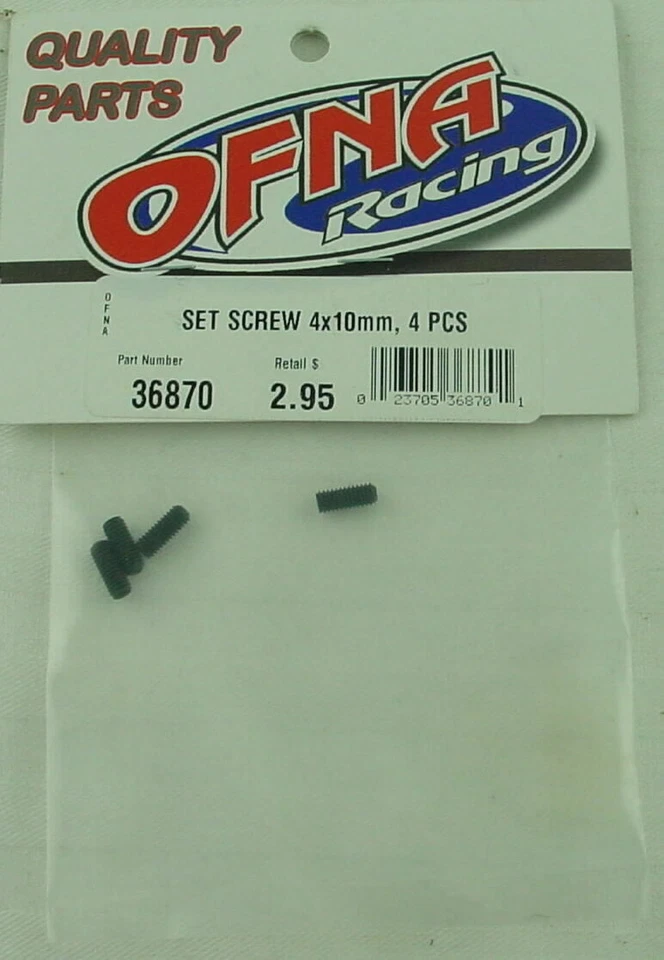 QUALITY
PARTS
OFNA
Racing
OFNA
SET SCREW 4x10mm, 4 PCS
Part Number
Retail $
36870
2.95
0 23705 36870 1